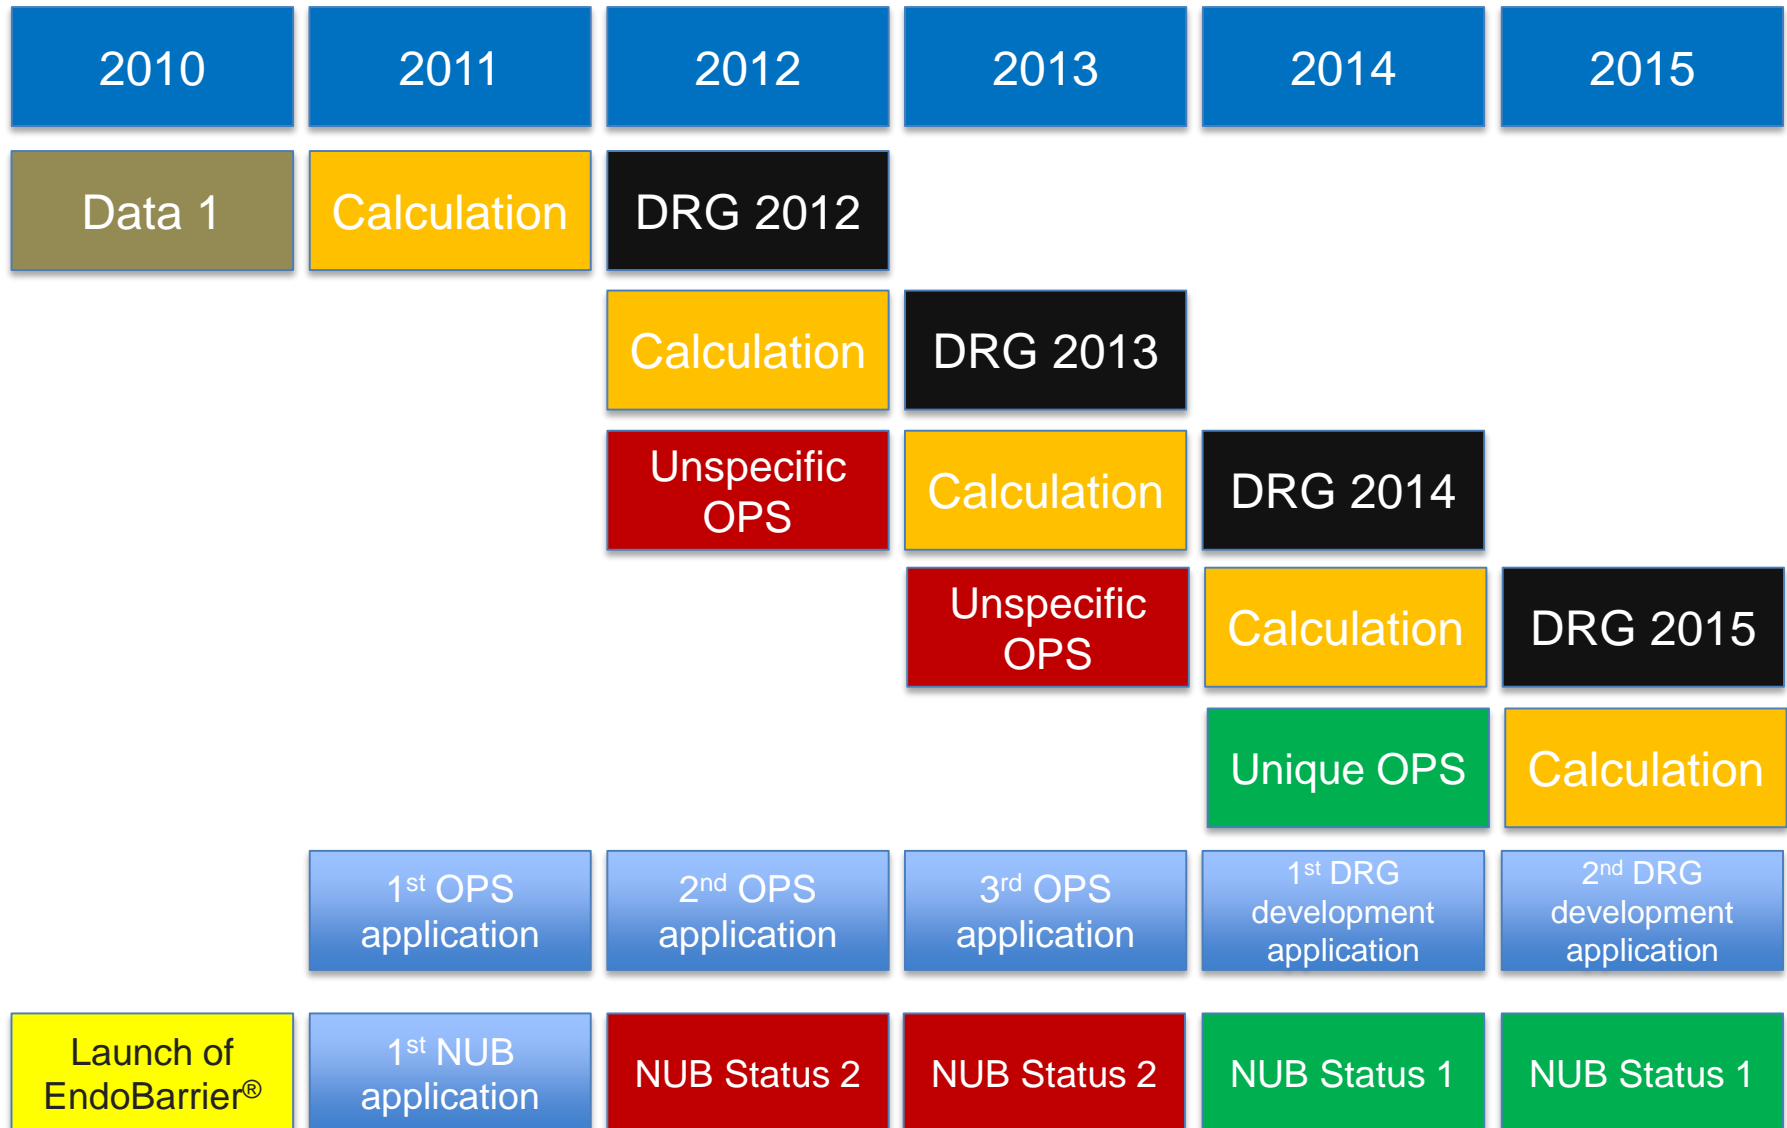 2010 2011 2012 2013 2014 2015
Data 1 Calculation DRG 2012
Calculation DRG 2013
Unspecific
OPS
Calculation DRG 2014
Unspecific
OPS
Calculation DRG 2015
Unique OPS Calculation
1st OPS
application
2nd OPS
application
3rd OPS
application
1st DRG
development
application
2nd DRG
development
application
Launch of
EndoBarrier®
1st NUB
application
NUB Status 2 NUB Status 2 NUB Status 1 NUB Status 1